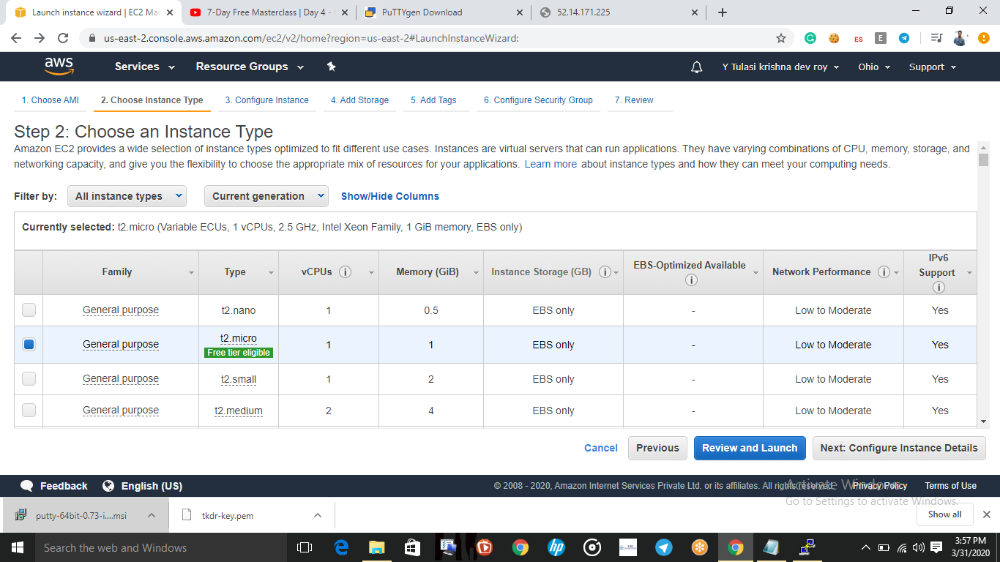 Launch instance wizard | EC2 Ma
7-Day Free Masterclass | Day 4 -
PuTTYgen Download
52.14.171.225
us-east-2.console.aws.amazon.com/ec2/v2/home?region=us-east-2#LaunchInstanceWizard:
ES
E
aws
Services
Resource Groups
Y Tulasi krishna dev roy
Ohio
Support
1. Choose AMI
2. Choose Instance Type
3. Configure Instance
4. Add Storage
5. Add Tags
6. Configure Security Group
7. Review
Step 2: Choose an Instance Type
Amazon EC2 provides a wide selection of instance types optimized to fit different use cases. Instances are virtual servers that can run applications. They have varying combinations of CPU, memory, storage, and
networking capacity, and give you the flexibility to choose the appropriate mix of resources for your applications. Learn more about instance types and how they can meet your computing needs.
Filter by: All instance types Current generation Show/Hide Columns
Currently selected: t2.micro (Variable ECUs, 1 vCPUs, 2.5 GHz, Intel Xeon Family, 1 GiB memory, EBS only)
Family Type vCPUs i Memory (GiB) Instance Storage (GB) i EBS-Optimized Available i Network Performance i IPv6 Support i
General purpose t2.nano 1 0.5 EBS only - Low to Moderate Yes
General purpose t2.micro 1 1 EBS only - Low to Moderate Yes
Free tier eligible
General purpose t2.small 1 2 EBS only - Low to Moderate Yes
General purpose t2.medium 2 4 EBS only - Low to Moderate Yes
Cancel Previous Review and Launch Next: Configure Instance Details
Feedback English (US) © 2008 - 2020, Amazon Internet Services Private Ltd. or its affiliates. All rights reserved. Privacy Policy Terms of Use
Activate Windows
Go to Settings to activate Windows.
putty-64bit-0.73-i....msi
tkdr-key.pem
Show all
Search the web and Windows
hp
3:57 PM
3/31/2020